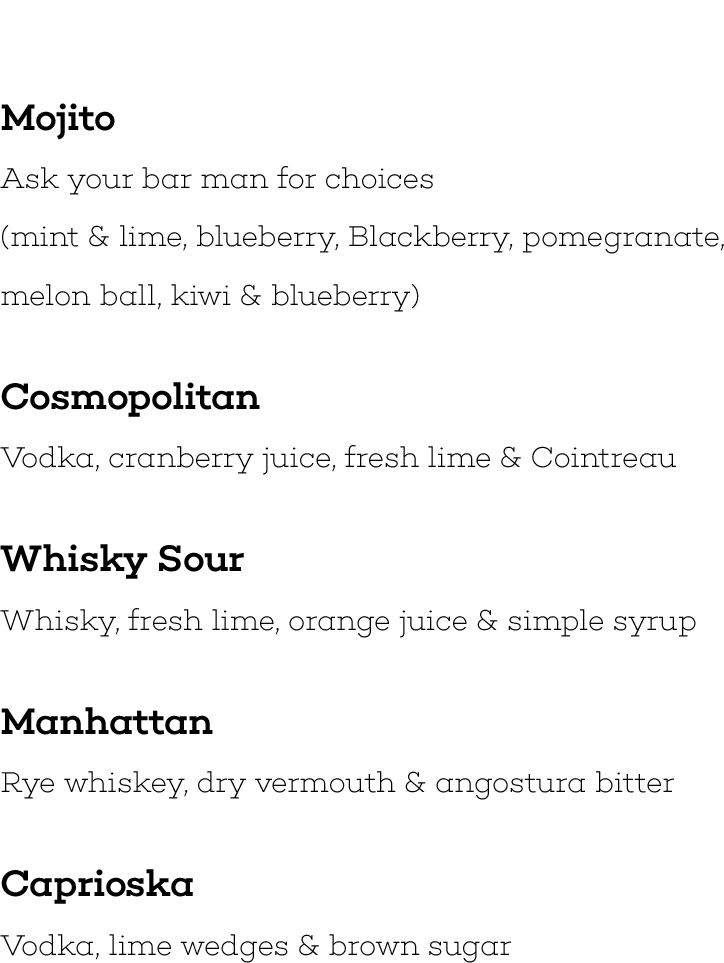 Mojito
Ask your bar man for choices
(mint & lime, blueberry, Blackberry, pomegranate,
melon ball, kiwi & blueberry)
Cosmopolitan
Vodka, cranberry juice, fresh lime & Cointreau
Whisky Sour
Whisky, fresh lime, orange juice & simple syrup
Manhattan
Rye whiskey, dry vermouth & angostura bitter
Caprioska
Vodka, lime wedges & brown sugar